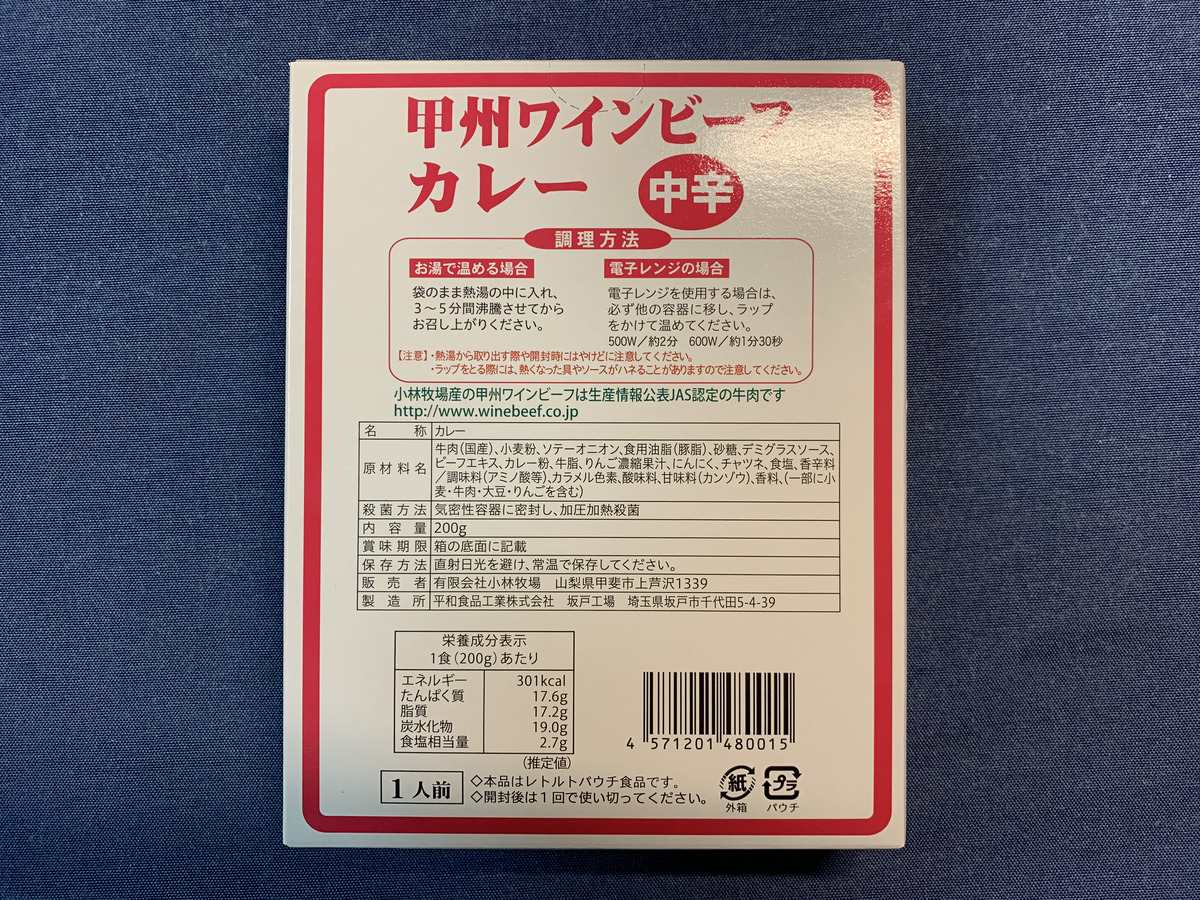 甲州ワインビーフ
カレー 中辛
調理方法
お湯で温める場合
袋のまま熱湯の中に入れ、
3〜5分間沸騰させてから
お召し上がりください。
電子レンジの場合
電子レンジを使用する場合は、
必ず他の容器に移し、ラップ
をかけて温めてください。
500W／約2分 600W／約1分30秒
【注意】・熱湯から取り出す際や開封時にはやけどに注意してください。
・ラップをとる際には、熱くなった具やソースがハネることがありますので注意してください。
小林牧場産の甲州ワインビーフは生産情報公表JAS認定の牛肉です
http://www.winebeef.co.jp
名称 カレー
原材料名 牛肉（国産）、小麦粉、ソテーオニオン、食用油脂（豚脂）、砂糖、デミグラスソース、
ビーフエキス、カレー粉、牛脂、りんご濃縮果汁、にんにく、チャツネ、食塩、香辛料
／調味料（アミノ酸等）、カラメル色素、酸味料、甘味料（カンゾウ）、香料、（一部に小
麦・牛肉・大豆・りんごを含む）
殺菌方法 気密性容器に密封し、加圧加熱殺菌
内容量 200g
賞味期限 箱の底面に記載
保存方法 直射日光を避け、常温で保存してください。
販売者 有限会社小林牧場 山梨県甲斐市上芦沢1339
製造所 平和食品工業株式会社 坂戸工場 埼玉県坂戸市千代田5-4-39
栄養成分表示
1食（200g）あたり
エネルギー 301kcal
たんぱく質 17.6g
脂質 17.2g
炭水化物 19.0g
食塩相当量 2.7g
（推定値）
4 571201 480015
1人前
◇本品はレトルトパウチ食品です。
◇開封後は1回で使い切ってください。
紙
外箱
プラ
パウチ